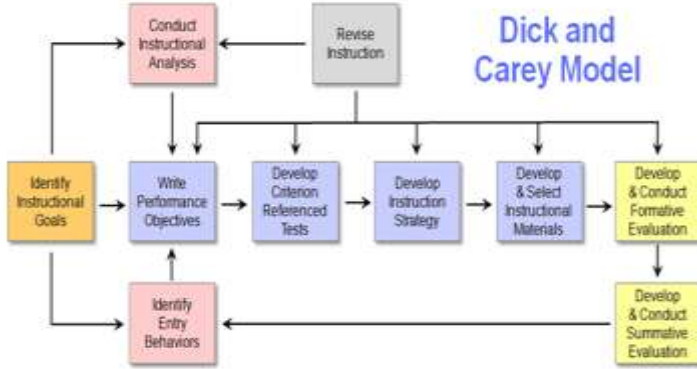 Conduct
Instructional
Analysis
Revise
Instruction
Dick and
Carey Model
Identify
Instructional
Goals
Write
Performance
Objectives
Develop
Criterion
Referenced
Tests
Develop
Instruction
Strategy
Develop
& Select
Instructional
Materials
Develop
& Conduct
Formative
Evaluation
Identify
Entry
Behaviors
Develop
& Conduct
Summative
Evaluation